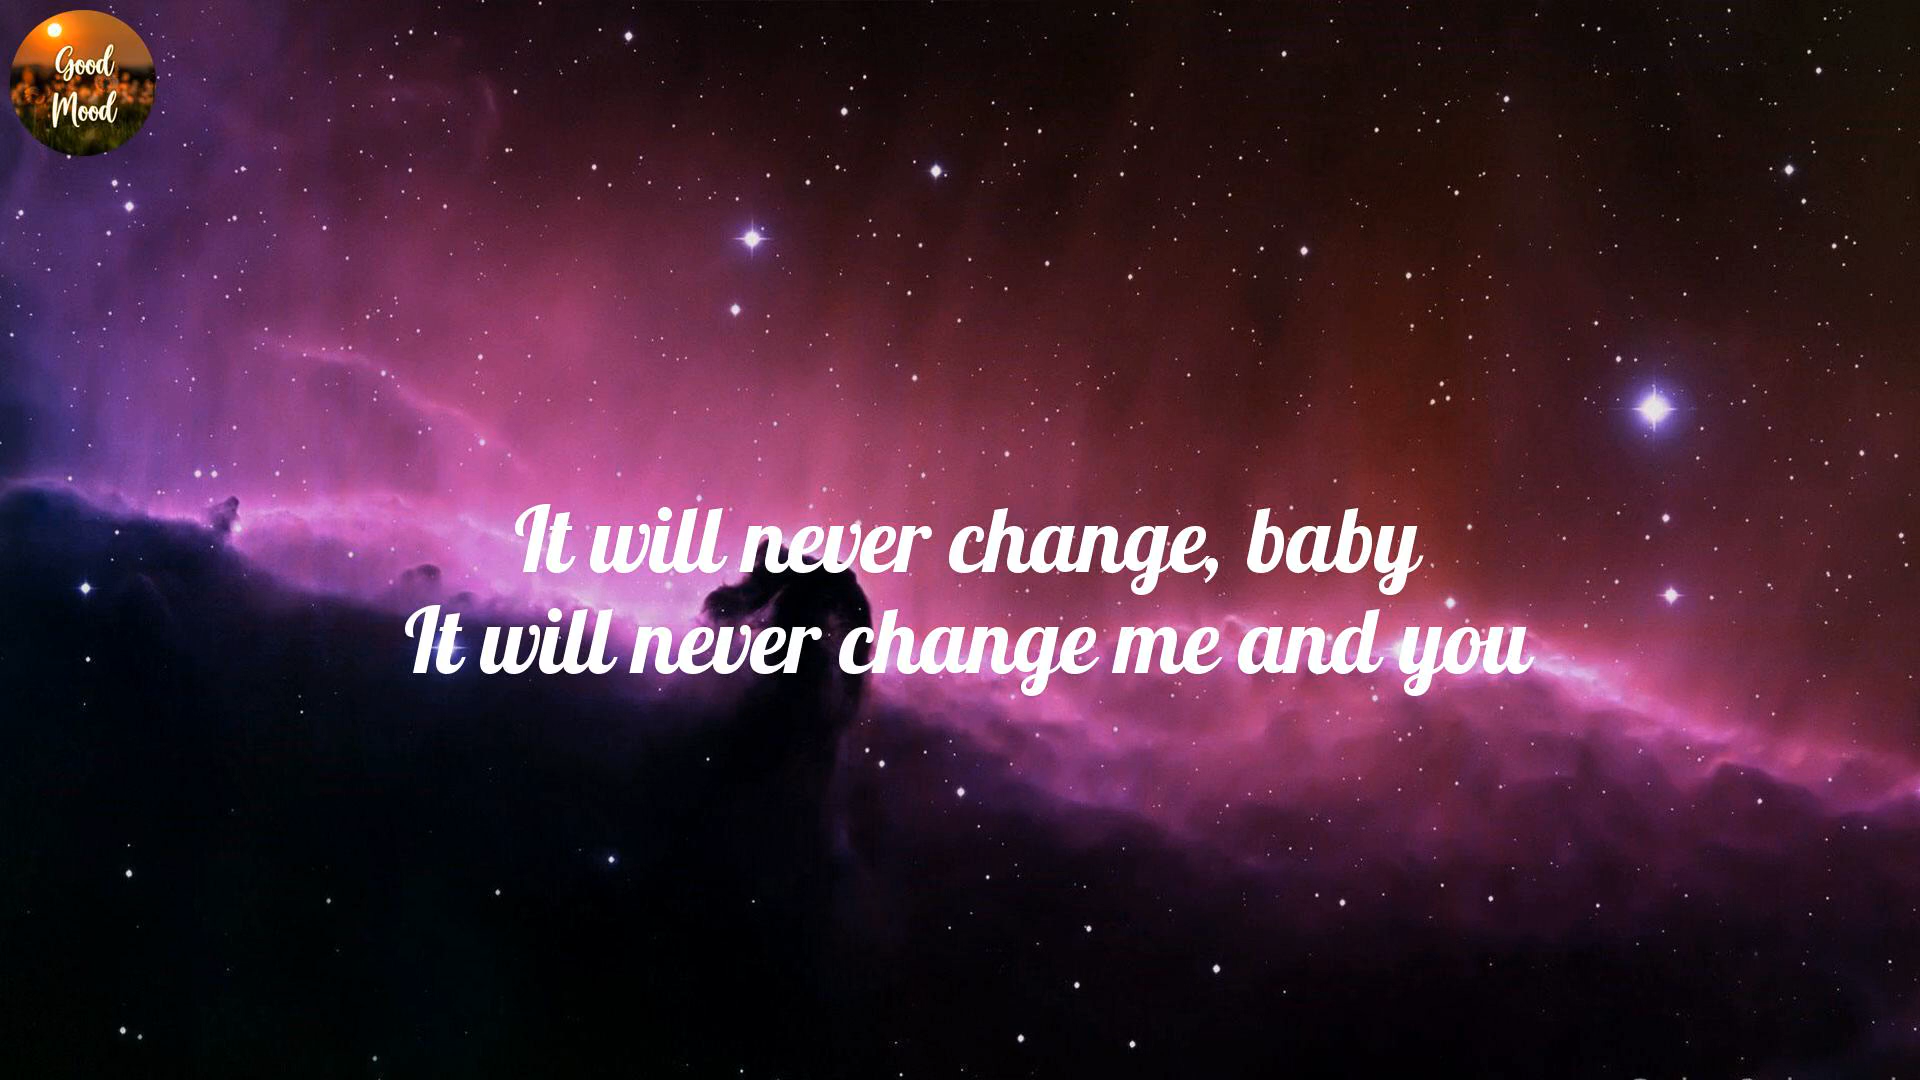 Good
Mood
It will never change, baby
It will never change me and you